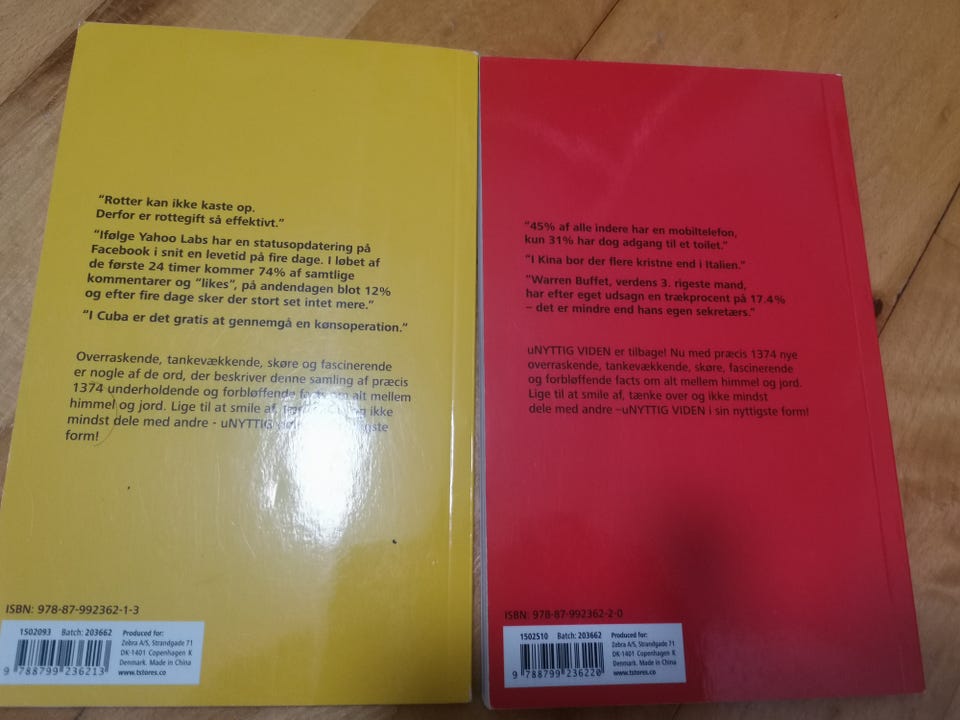 "Rotter kan ikke kaste op.
Derfor er rottegift så effektivt."
"Ifølge Yahoo Labs har en statusopdatering på
Facebook i snit en levetid på fire dage. I løbet af
de første 24 timer kommer 74% af samtlige
kommentarer og "likes", på andendagen blot 12%
og efter fire dage sker der stort set intet mere."
"I Cuba er det gratis at gennemgå en kønsoperation."
Overraskende, tankevækkende, skøre og fascinerende
er nogle af de ord, der beskriver denne samling af præcis
1374 underholdende og forbløffende facts om alt mellem
himmel og jord. Lige til at smile af, og ikke
mindst dele med andre - uNYTTIG
form!
ISBN: 978-87-992362-1-3
1502093 Batch: 203662
Produced for:
Zebra A/S, Strandgade 71
DK-1401 Copenhagen K
Denmark. Made in China
www.tstores.co
9 788799 236213
"45% af alle indere har en mobiltelefon,
kun 31% har dog adgang til et toilet."
"I Kina bor der flere kristne end i Italien."
"Warren Buffet, verdens 3. rigeste mand,
har efter eget udsagn en trækprocent på 17.4%
– det er mindre end hans egen sekretærs."
uNYTTIG VIDEN er tilbage! Nu med præcis 1374 nye
overraskende, tankevækkende, skøre, fascinerende
og forbløffende facts om alt mellem himmel og jord.
Lige til at smile af, tænke over og ikke mindst
dele med andre –uNYTTIG VIDEN i sin nyttigste form!
ISBN: 978-87-992362-2-0
1502510 Batch: 203662
Produced for:
Zebra A/S, Strandgade 71
DK-1401 Copenhagen K
Denmark. Made in China
www.tstores.co
9 788799 236220